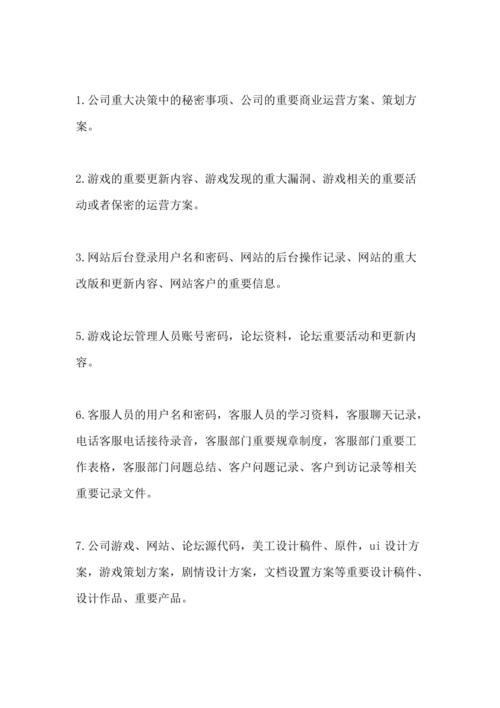 1.公司重大决策中的秘密事项、公司的重要商业运营方案、策划方
案。
2.游戏的重要更新内容、游戏发现的重大漏洞、游戏相关的重要活
动或者保密的运营方案。
3.网站后台登录用户名和密码、网站的后台操作记录、网站的重大
改版和更新内容、网站客户的重要信息。
5.游戏论坛管理人员账号密码，论坛资料，论坛重要活动和更新内
容。
6.客服人员的用户名和密码，客服人员的学习资料，客服聊天记录，
电话客服电话接待录音，客服部门重要规章制度，客服部门重要工
作表格，客服部门问题总结、客户问题记录、客户到访记录等相关
重要记录文件。
7.公司游戏、网站、论坛源代码，美工设计稿件、原件，ui设计方
案，游戏策划方案，剧情设计方案，文档设置方案等重要设计稿件、
设计作品、重要产品。